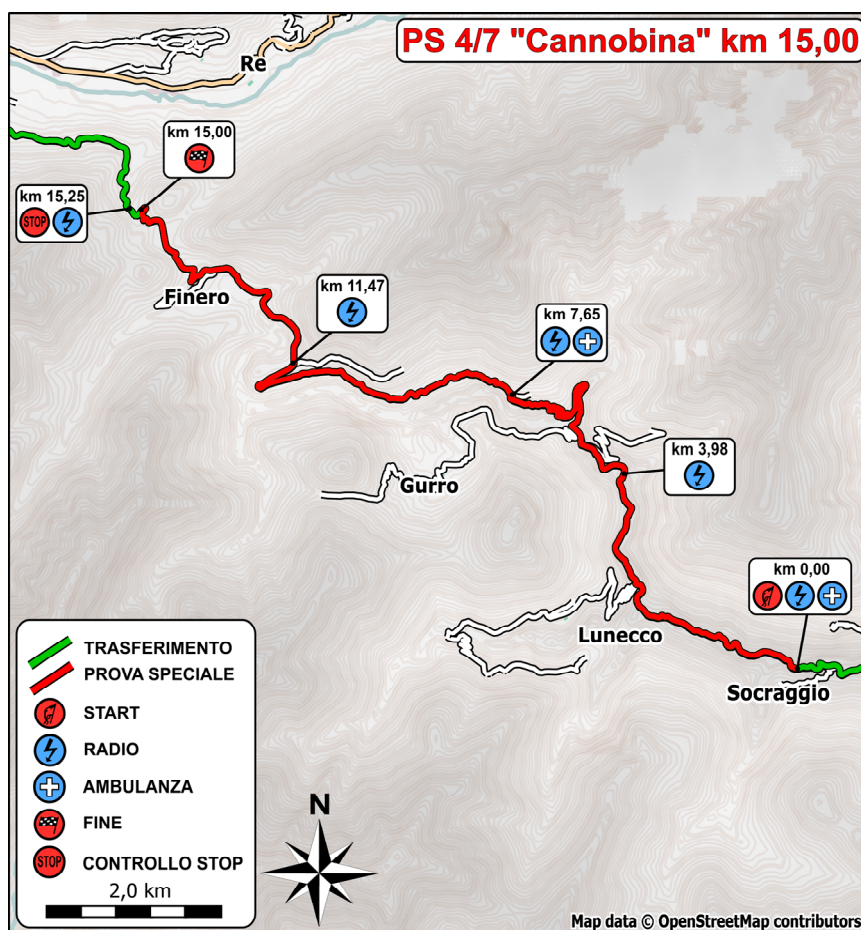 PS 4/7 "Cannobina" km 15,00
Re
km 15,00
km 15,25
STOP
Finero
km 11,47
km 7,65
Gurro
km 3,98
km 0,00
Lunecco
Socraggio
TRASFERIMENTO
PROVA SPECIALE
START
RADIO
AMBULANZA
FINE
STOP CONTROLLO STOP
2,0 km
N
Map data © OpenStreetMap contributors